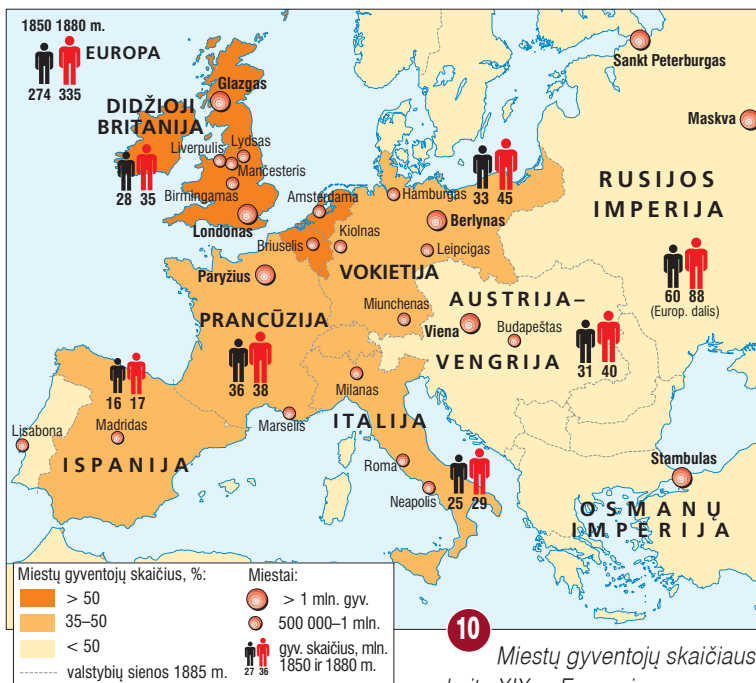 1850 1880 m.
EUROPA
274 335
Sankt Peterburgas
Glazgas
DIDŽIOJI
BRITANIJA
Maskva
Lydsas
Liverpulis
Mančesteris
28 35
Birmingamas
33 45
Hamburgas
RUSIJOS
IMPERIJA
Amsterdama
Londonas
Berlynas
Kiolnas
Briuselis
Leipcigas
Paryžius
VOKIETIJA
60 88
(Europ. dalis)
AUSTRIJA–
Miunchenas
PRANCŪZIJA
Viena
Budapeštas
VENGRIJA
31 40
16 17
36 38
Milanas
Lisabona
Madridas
Marselis
ITALIJA
ISPANIJA
Roma
Stambulas
Neapolis
25 29
OSMANŲ
IMPERIJA
Miestų gyventojų skaičius, %:
> 50
35–50
< 50
valstybių sienos 1885 m.
Miestai:
> 1 mln. gyv.
500 000–1 mln.
gyv. skaičius, mln.
27 36 1850 ir 1880 m.
10
Miestų gyventojų skaičiaus